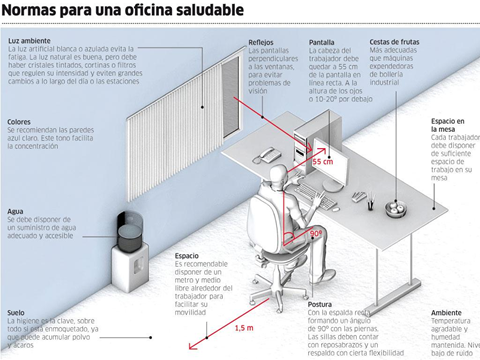 Normas para una oficina saludable
Luz ambiente
La luz artificial blanca o azulada evita la
fatiga. La luz natural es buena, pero debe
haber cristales tintados, cortinas o filtros
que regulen su intensidad y eviten grandes
cambios a lo largo del día o las estaciones
Reflejos
Las pantallas
perpendiculares
a las ventanas,
para evitar
problemas de
visión
Pantalla
La cabeza del
trabajador debe
quedar a 55 cm
de la pantalla en
línea recta. A la
altura de los ojos
o 10-20º por debajo
Cestas de frutas
Más adecuadas
que máquinas
expendedoras
de bollería
industrial
Colores
Se recomiendan las paredes
azul claro. Este tono facilita
la concentración
Espacio en
la mesa
Cada trabajador
debe disponer
de suficiente
espacio de
trabajo en su
mesa
55 cm
90º
Agua
Se debe disponer de
un suministro de agua
adecuado y accesible
Espacio
Es recomendable
disponer de un
metro y medio
libre alrededor del
trabajador para
facilitar su
movilidad
1,5 m
Suelo
La higiene es la clave, sobre
todo si está enmoquetado, ya
que puede acumular polvo
y ácaros
Postura
Con la espalda recta
formando un ángulo
de 90º con las piernas.
Las sillas deben contar
con reposabrazos y un
respaldo con cierta flexibilidad
Ambiente
Temperatura
agradable y
humedad
mantenida. Nive
bajo de ruido